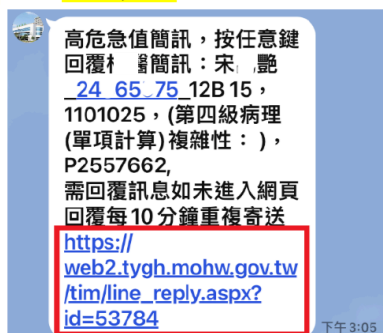 高危急值簡訊，按任意鍵
回覆簡訊：宋 艷
_24 65 75_12B 15，
1101025，(第四級病理
(單項計算)複雜性： )，
P2557662,
需回覆訊息如未進入網頁
回覆每10分鐘重複寄送
https://
web2.tygh.mohw.gov.tw
/tim/line_reply.aspx?
id=53784
下午 3:05